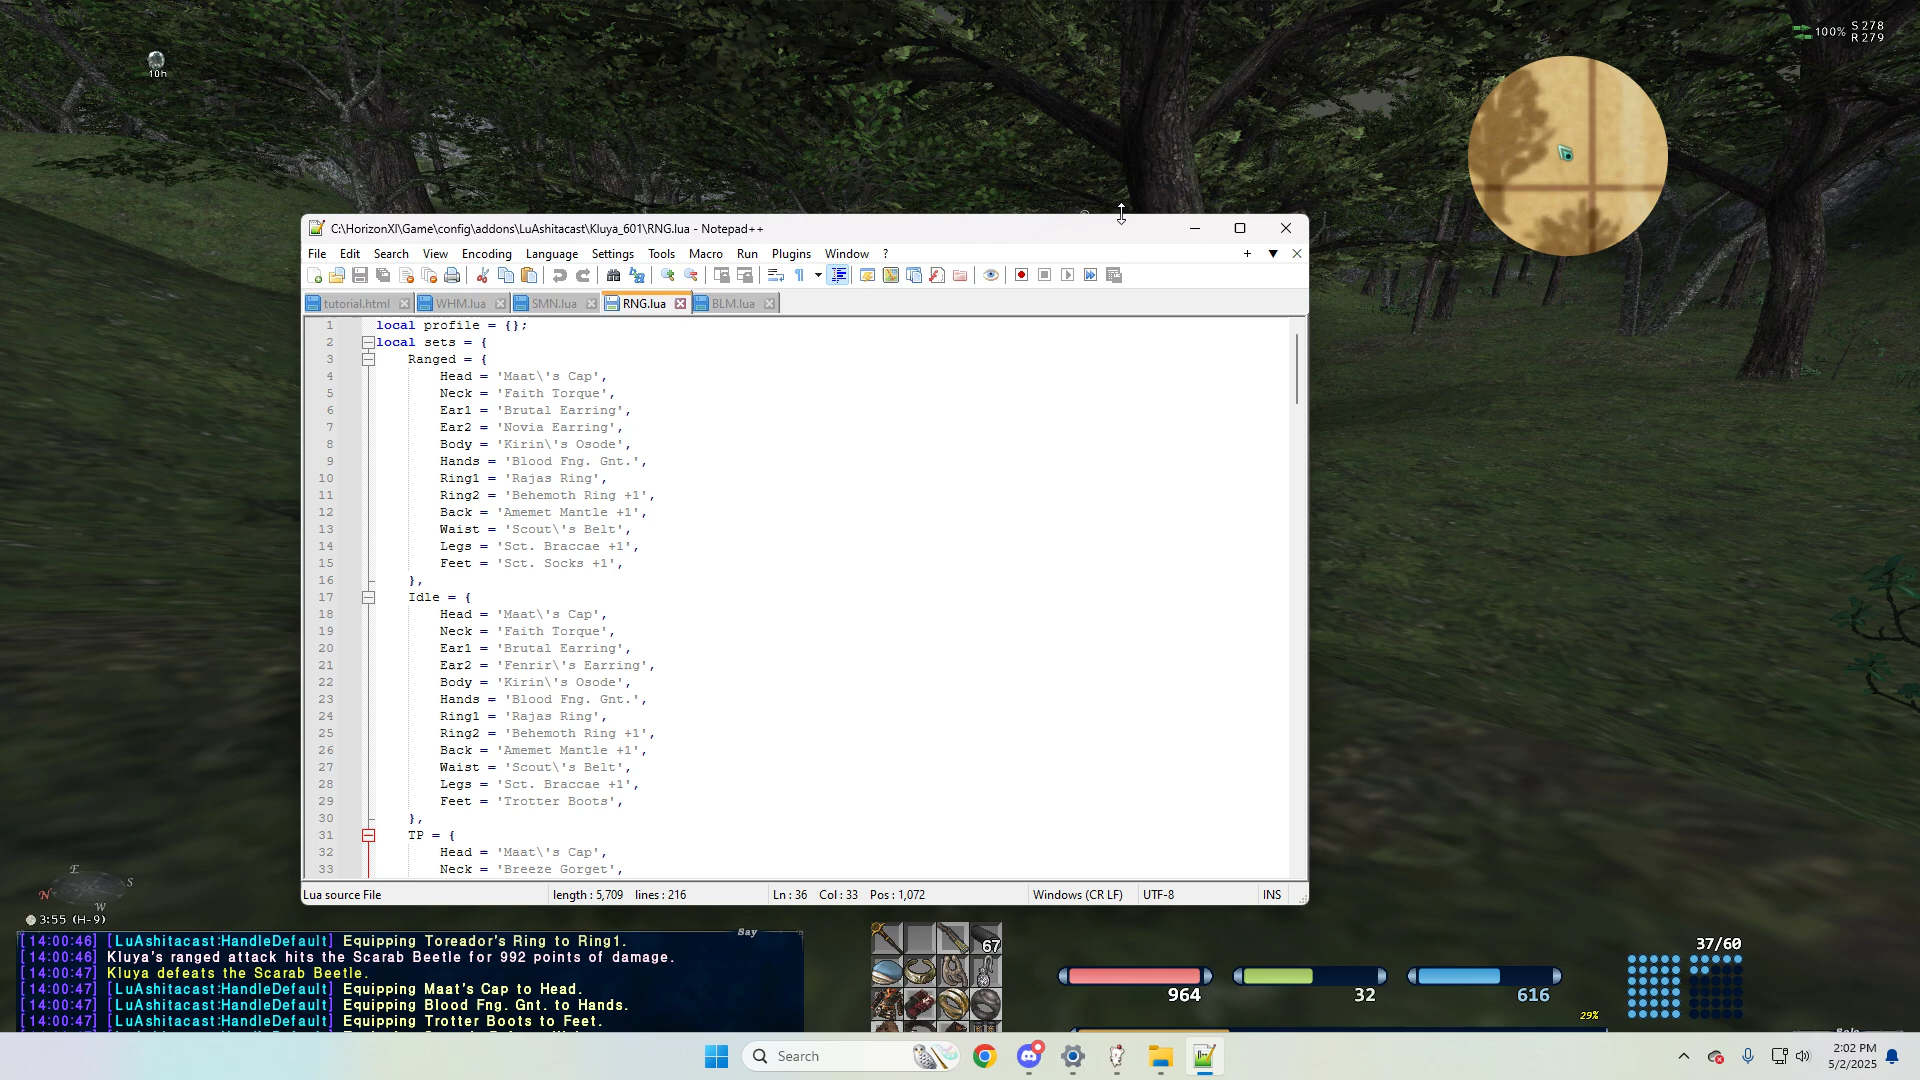 10h
100% S 278
R 279
C:\HorizonXI\Game\config\addons\LuAshitacast\Kluya_601\RNG.lua - Notepad++
File Edit Search View Encoding Language Settings Tools Macro Run Plugins Window ?
tutorial.html WHM.lua SMN.lua RNG.lua BLM.lua
1 local profile = {};
2 local sets = {
3 Ranged = {
4 Head = 'Maat\'s Cap',
5 Neck = 'Faith Torque',
6 Ear1 = 'Brutal Earring',
7 Ear2 = 'Novia Earring',
8 Body = 'Kirin\'s Osode',
9 Hands = 'Blood Fng. Gnt.',
10 Ring1 = 'Rajas Ring',
11 Ring2 = 'Behemoth Ring +1',
12 Back = 'Amemet Mantle +1',
13 Waist = 'Scout\'s Belt',
14 Legs = 'Sct. Braccae +1',
15 Feet = 'Sct. Socks +1',
16 },
17 Idle = {
18 Head = 'Maat\'s Cap',
19 Neck = 'Faith Torque',
20 Ear1 = 'Brutal Earring',
21 Ear2 = 'Fenrir\'s Earring',
22 Body = 'Kirin\'s Osode',
23 Hands = 'Blood Fng. Gnt.',
24 Ring1 = 'Rajas Ring',
25 Ring2 = 'Behemoth Ring +1',
26 Back = 'Amemet Mantle +1',
27 Waist = 'Scout\'s Belt',
28 Legs = 'Sct. Braccae +1',
29 Feet = 'Trotter Boots',
30 },
31 TP = {
32 Head = 'Maat\'s Cap',
33 Neck = 'Breeze Gorget',
Lua source File length : 5,709 lines : 216 Ln : 36 Col : 33 Pos : 1,072 Windows (CR LF) UTF-8 INS
E
N S
W
3:55 (H-9)
Say
[14:00:46] [LuAshitacast:HandleDefault] Equipping Toreador's Ring to Ring1.
[14:00:46] Kluya's ranged attack hits the Scarab Beetle for 992 points of damage.
[14:00:47] Kluya defeats the Scarab Beetle.
[14:00:47] [LuAshitacast:HandleDefault] Equipping Maat's Cap to Head.
[14:00:47] [LuAshitacast:HandleDefault] Equipping Blood Fng. Gnt. to Hands.
[14:00:47] [LuAshitacast:HandleDefault] Equipping Trotter Boots to Feet.
67
964 32 616
37/60
29%
Search
2:02 PM
5/2/2025